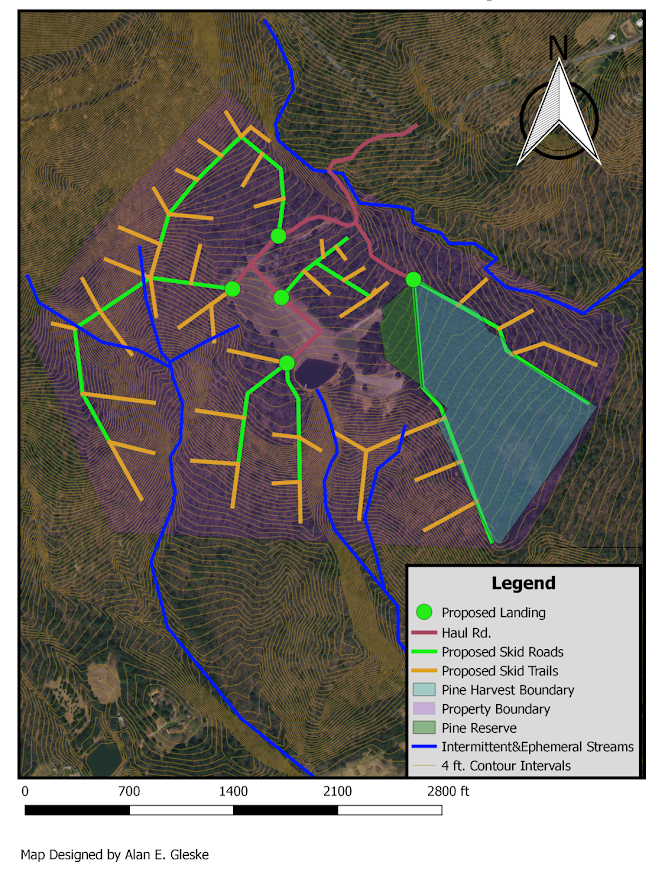 N
Legend
Proposed Landing
Haul Rd.
Proposed Skid Roads
Proposed Skid Trails
Pine Harvest Boundary
Property Boundary
Pine Reserve
Intermittent&Ephemeral Streams
4 ft. Contour Intervals
0 700 1400 2100 2800 ft
Map Designed by Alan E. Gleske